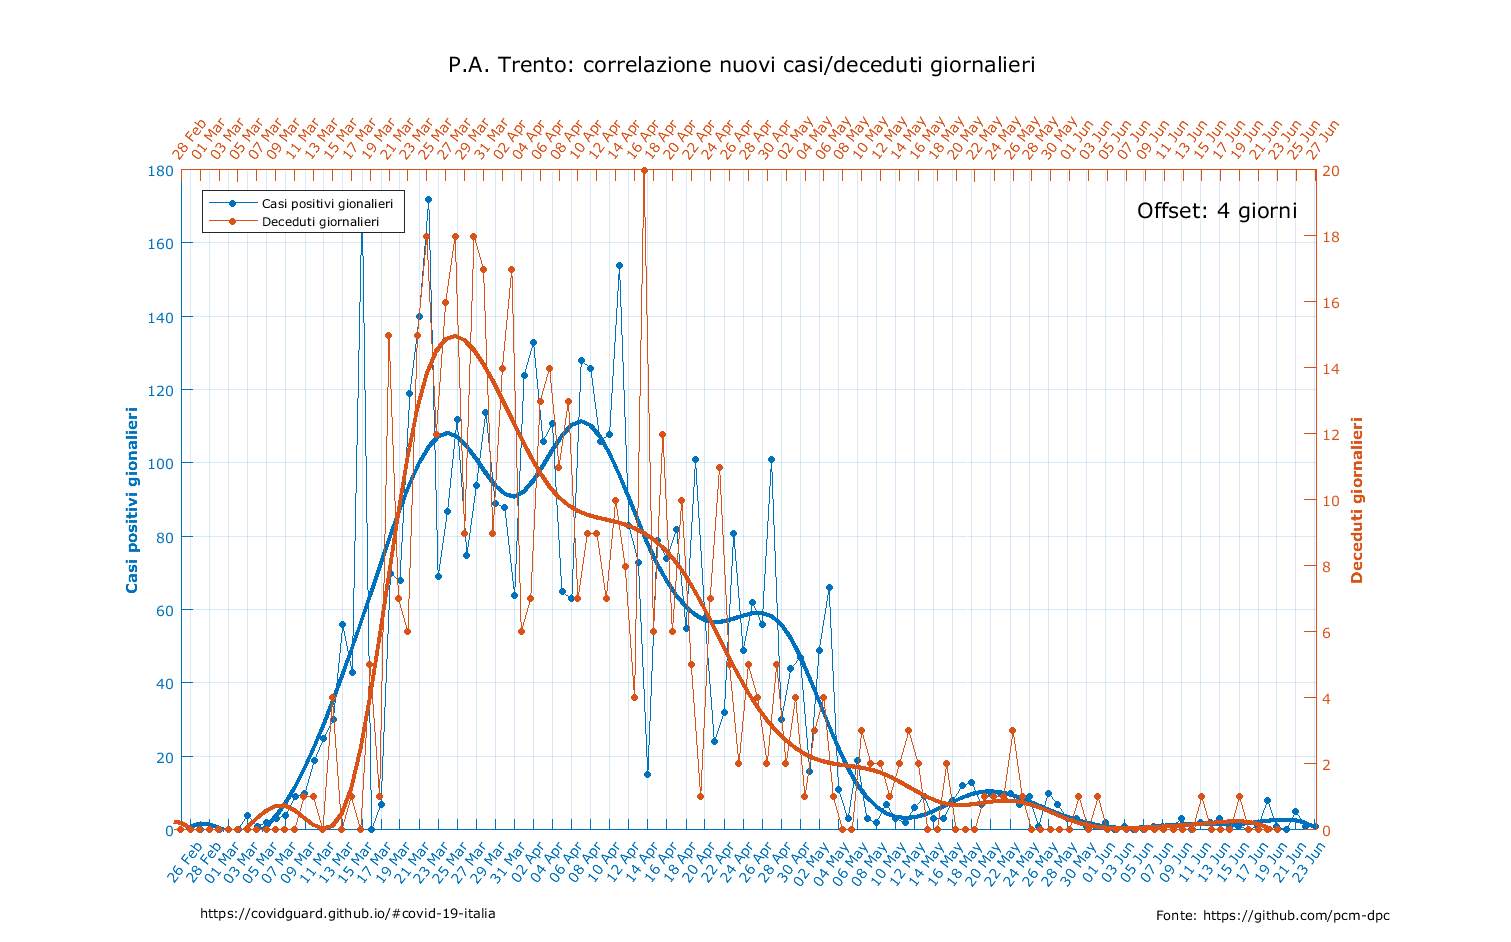 P.A. Trento: correlazione nuovi casi/deceduti giornalieri
28 Feb
01 Mar
03 Mar
05 Mar
07 Mar
09 Mar
11 Mar
13 Mar
15 Mar
17 Mar
19 Mar
21 Mar
23 Mar
25 Mar
27 Mar
29 Mar
31 Mar
02 Apr
04 Apr
06 Apr
08 Apr
10 Apr
12 Apr
14 Apr
16 Apr
18 Apr
20 Apr
22 Apr
24 Apr
26 Apr
28 Apr
30 Apr
02 May
04 May
06 May
08 May
10 May
12 May
14 May
16 May
18 May
20 May
22 May
24 May
26 May
28 May
30 May
01 Jun
03 Jun
05 Jun
07 Jun
09 Jun
11 Jun
13 Jun
15 Jun
17 Jun
19 Jun
21 Jun
23 Jun
25 Jun
27 Jun
Casi positivi gionalieri
Deceduti giornalieri
Offset: 4 giorni
180
160
140
120
100
80
60
40
20
0
Casi positivi gionalieri
20
18
16
14
12
10
8
6
4
2
0
Deceduti giornalieri
26 Feb
28 Feb
01 Mar
03 Mar
05 Mar
07 Mar
09 Mar
11 Mar
13 Mar
15 Mar
17 Mar
19 Mar
21 Mar
23 Mar
25 Mar
27 Mar
29 Mar
31 Mar
02 Apr
04 Apr
06 Apr
08 Apr
10 Apr
12 Apr
14 Apr
16 Apr
18 Apr
20 Apr
22 Apr
24 Apr
26 Apr
28 Apr
30 Apr
02 May
04 May
06 May
08 May
10 May
12 May
14 May
16 May
18 May
20 May
22 May
24 May
26 May
28 May
30 May
01 Jun
03 Jun
05 Jun
07 Jun
09 Jun
11 Jun
13 Jun
15 Jun
17 Jun
19 Jun
21 Jun
23 Jun
https://covidguard.github.io/#covid-19-italia
Fonte: https://github.com/pcm-dpc